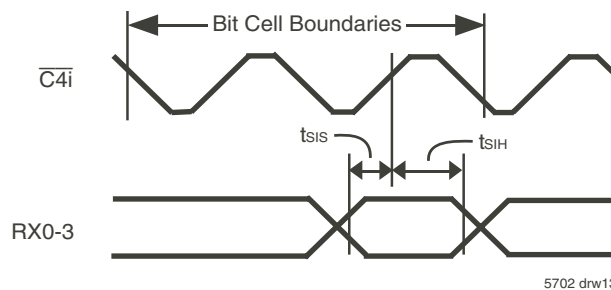 Bit Cell Boundaries
C4i
tSIS
tSIH
RX0-3
5702 drw13